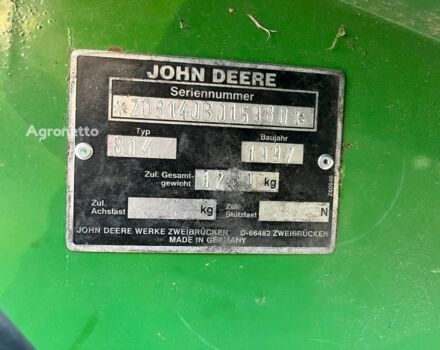 JOHN DEERE
Seriennummer
Typ
Baujahr
814
1997
Zul. Gesamt-
gewicht
kg
Zul.
Achslast
kg
Zul.
Stützlast
N
JOHN DEERE WERKE ZWEIBRÜCKEN D-66482 ZWEIBRÜCKEN
MADE IN GERMANY
Agronetto